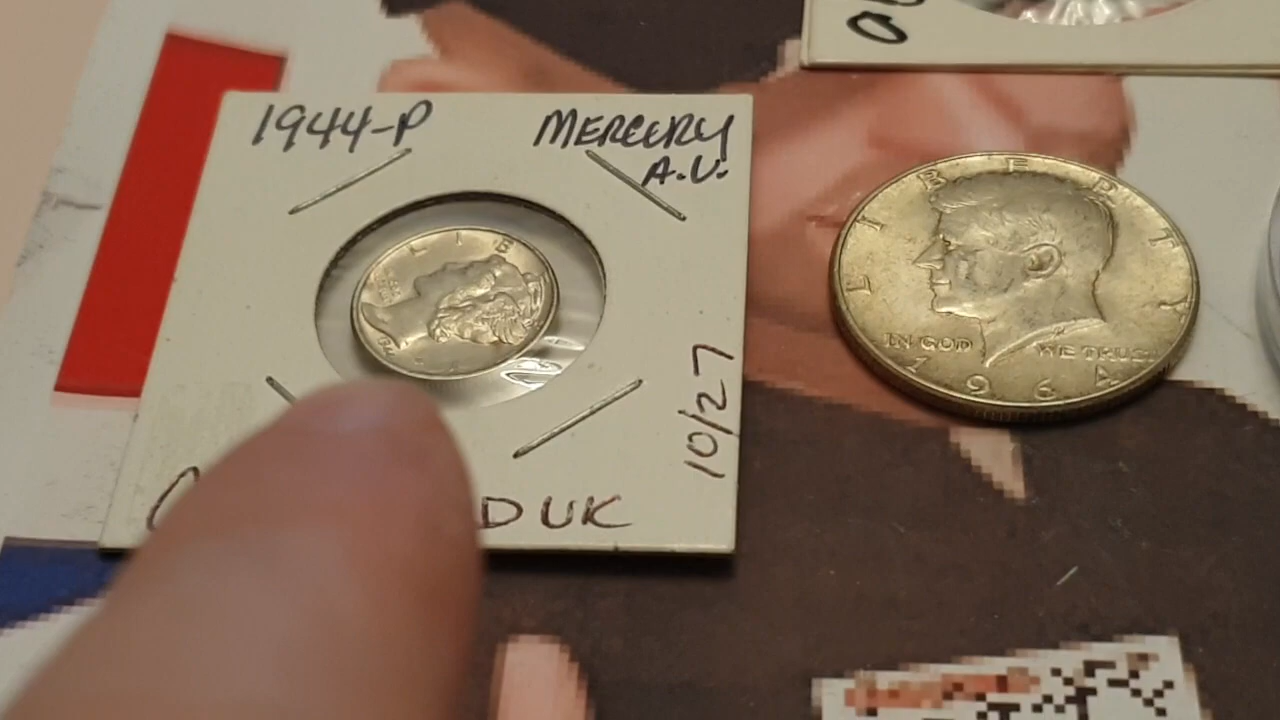 1944-P
MERCURY
A.U.
10/27
DUK
L I B
LIBERTY
IN GOD WE TRUST
1964